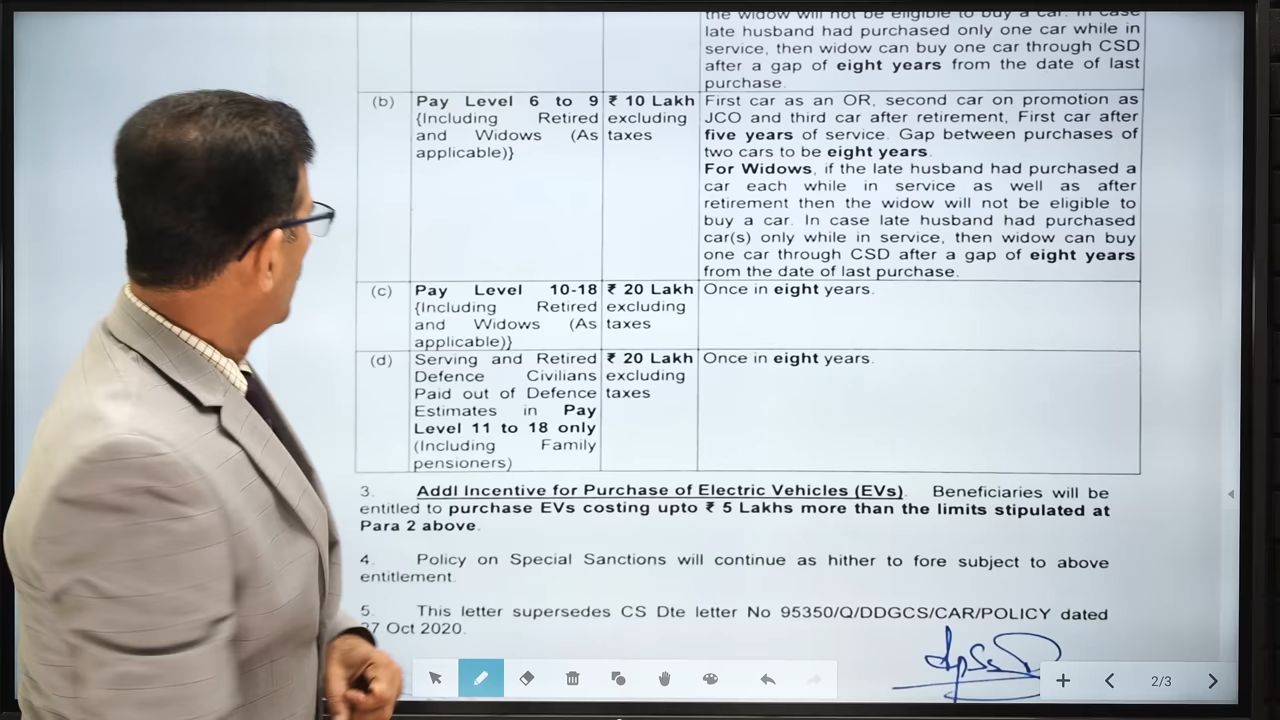 the widow will not be eligible to buy a car. In case
late husband had purchased only one car while in
service, then widow can buy one car through CSD
after a gap of eight years from the date of last
purchase.
(b) Pay Level 6 to 9 ₹ 10 Lakh First car as an OR, second car on promotion as
{Including Retired excluding JCO and third car after retirement, First car after
and Widows (As taxes five years of service. Gap between purchases of
applicable)} two cars to be eight years.
For Widows, if the late husband had purchased a
car each while in service as well as after
retirement then the widow will not be eligible to
buy a car. In case late husband had purchased
car(s) only while in service, then widow can buy
one car through CSD after a gap of eight years
from the date of last purchase.
(c) Pay Level 10-18 ₹ 20 Lakh Once in eight years.
{Including Retired excluding
and Widows (As taxes
applicable)}
(d) Serving and Retired ₹ 20 Lakh Once in eight years.
Defence Civilians excluding
Paid out of Defence taxes
Estimates in Pay
Level 11 to 18 only
(Including Family
pensioners)
3. Addl Incentive for Purchase of Electric Vehicles (EVs). Beneficiaries will be
entitled to purchase EVs costing upto ₹ 5 Lakhs more than the limits stipulated at
Para 2 above.
4. Policy on Special Sanctions will continue as hither to fore subject to above
entitlement.
5. This letter supersedes CS Dte letter No 95350/Q/DDGCS/CAR/POLICY dated
27 Oct 2020.
2/3